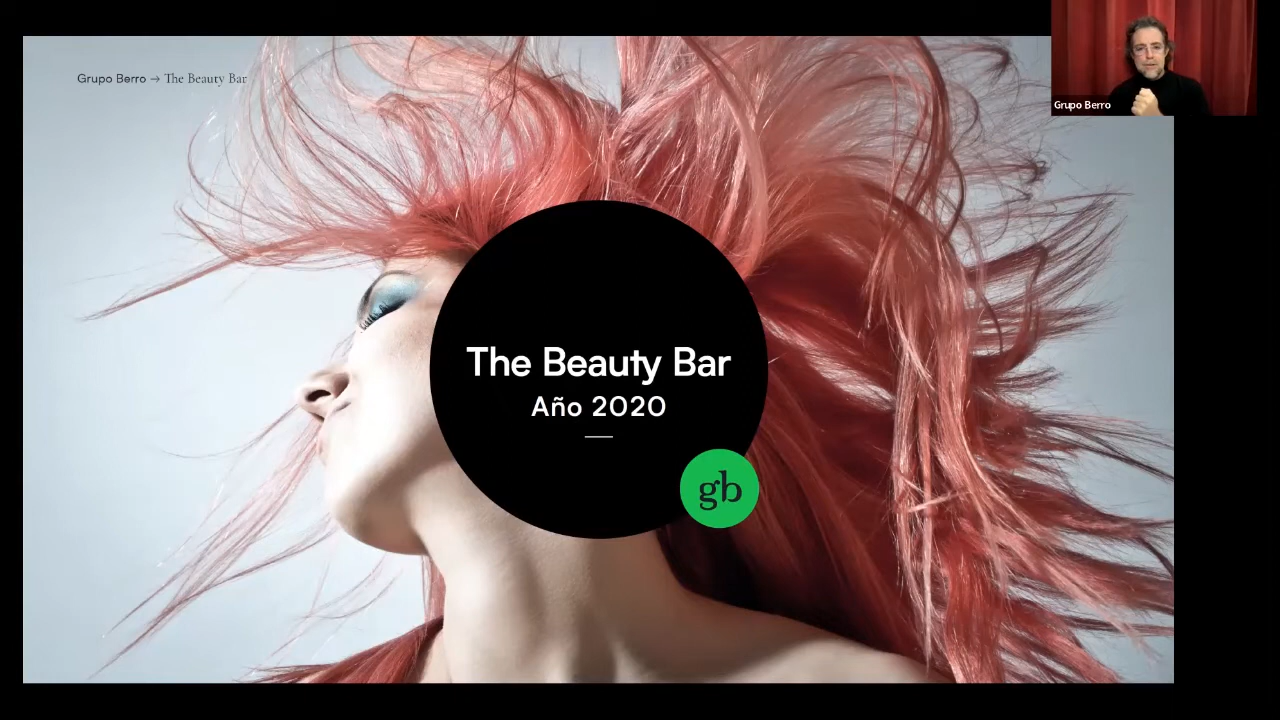 Grupo Berro → The Beauty Bar
Grupo Berro
The Beauty Bar
Año 2020
gb